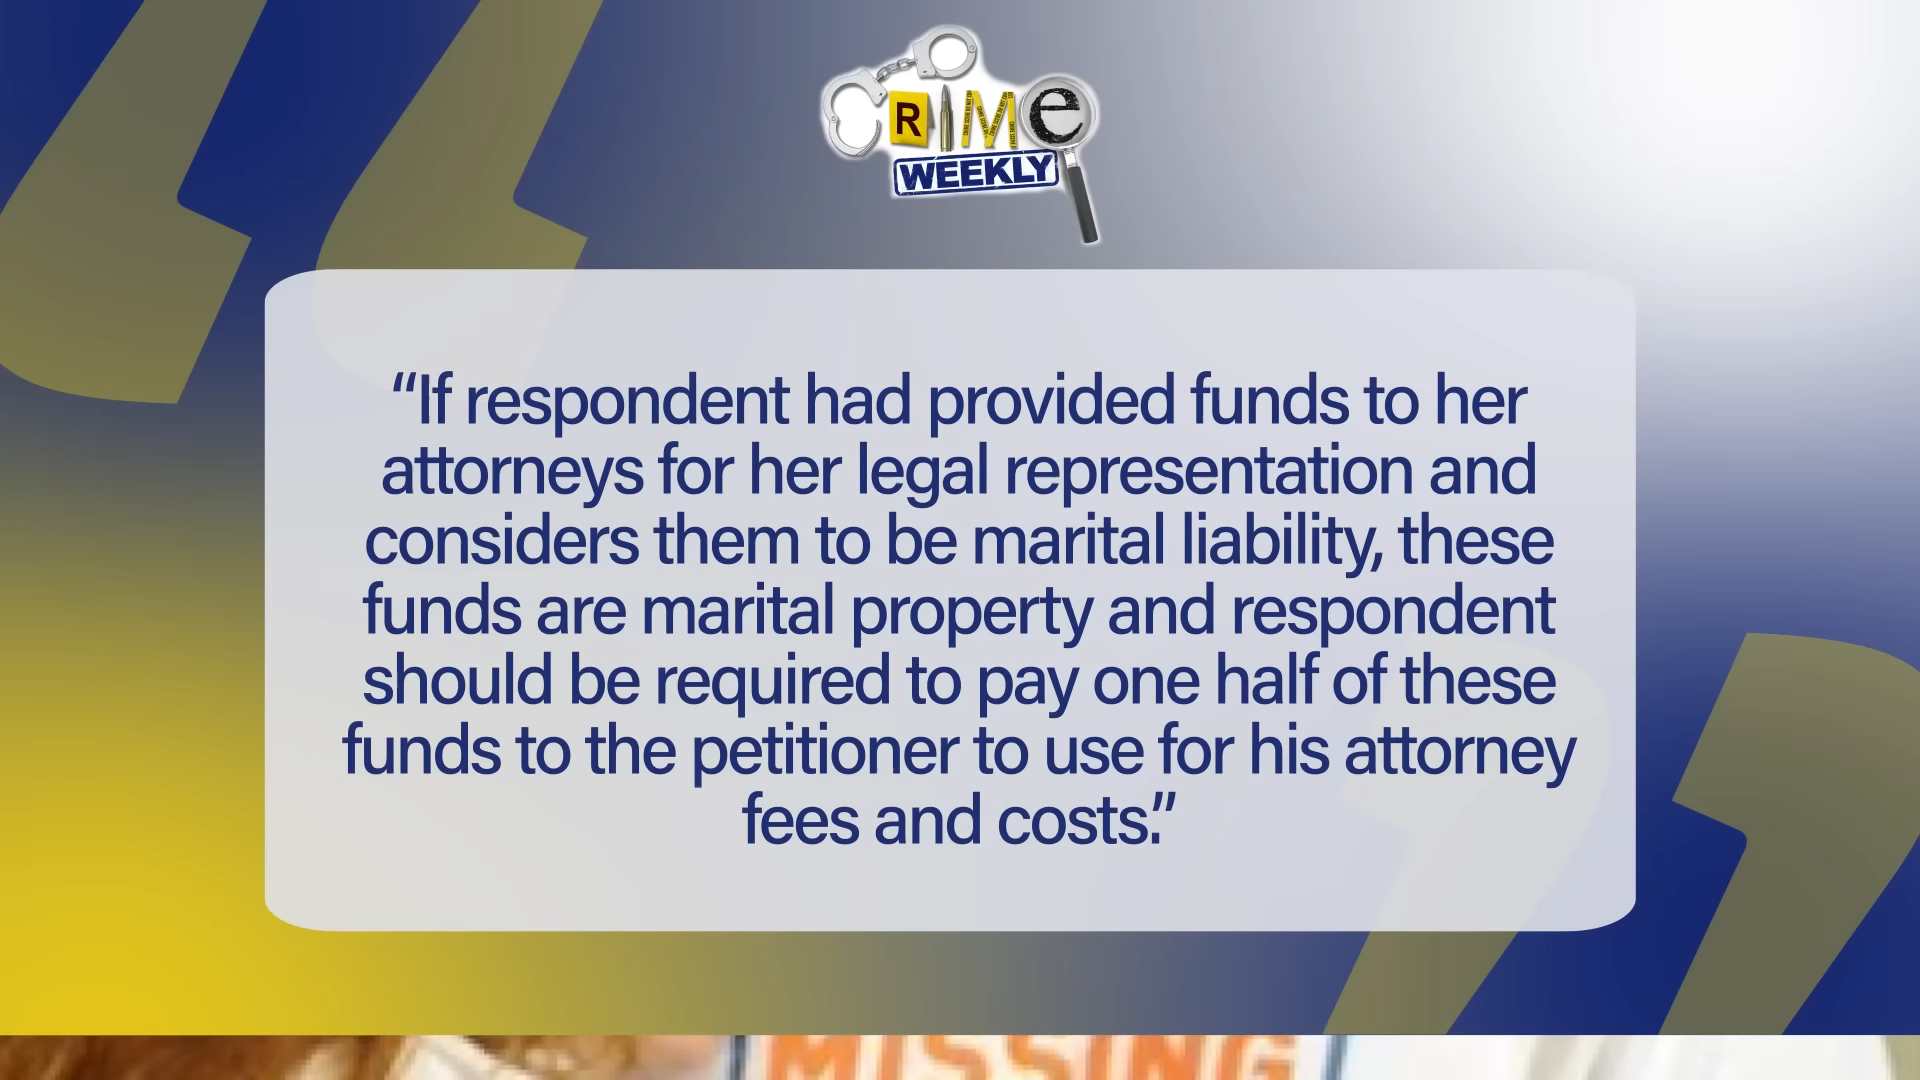 CRIMe
WEEKLY
“If respondent had provided funds to her
attorneys for her legal representation and
considers them to be marital liability, these
funds are marital property and respondent
should be required to pay one half of these
funds to the petitioner to use for his attorney
fees and costs.”
MISSING